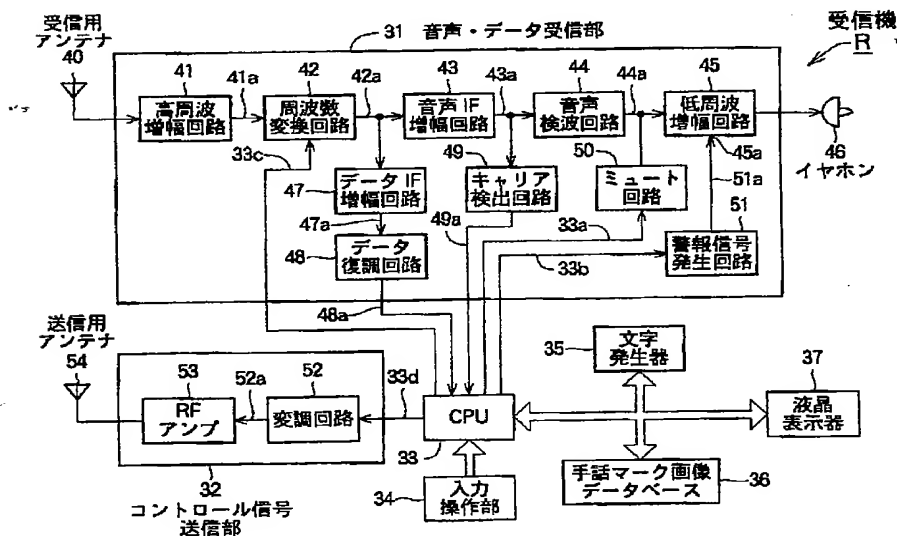 受信用
アンテナ
40
31 音声・データ受信部
受信機
R
41
41a
42
42a
43
43a
44
44a
45
高周波
増幅回路
周波数
変換回路
音声IF
増幅回路
音声
検波回路
低周波
増幅回路
33c
49
50
45a
46
イヤホン
47
データIF
増幅回路
キャリア
検出回路
ミュート
回路
51a
51
47a
49a
33a
48
データ
復調回路
33b
警報信号
発生回路
48a
送信用
アンテナ
54
35
文字
発生器
53
52a
52
33d
37
RF
アンプ
変調回路
CPU
液晶
表示器
33
32
コントロール信号
送信部
34
入力
操作部
手話マーク画像
データベース
36